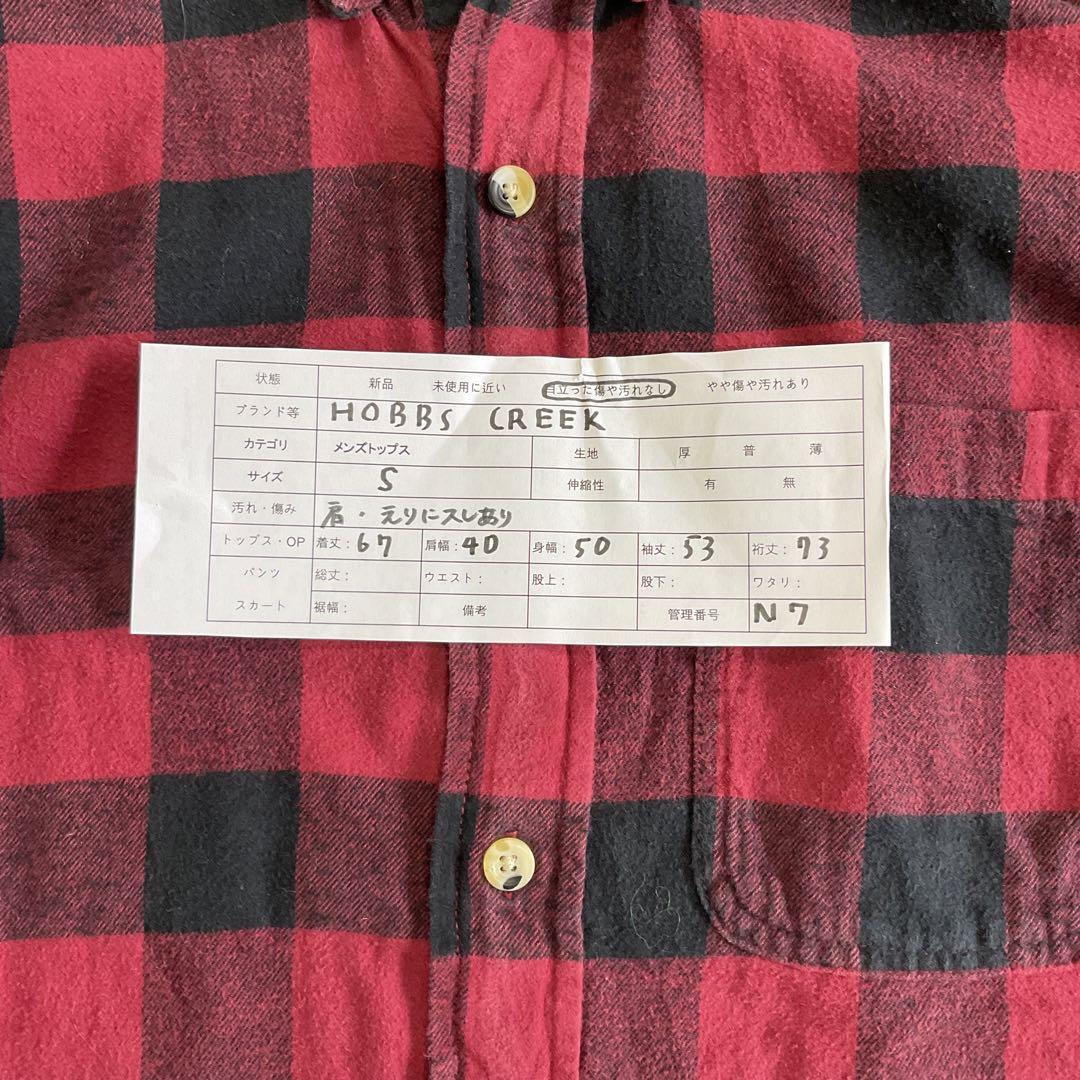 状態 新品 未使用に近い 目立った傷や汚れなし やや傷や汚れあり
ブランド等 HOBBS CREEK
カテゴリ メンズトップス 生地 厚 普 薄
サイズ S 伸縮性 有 無
汚れ・傷み 肩・えりにスレあり
トップス・OP 着丈:67 肩幅:40 身幅:50 袖丈:53 裄丈:73
パンツ 総丈: ウエスト: 股上: 股下: ワタリ:
スカート 裾幅: 備考 管理番号 N7